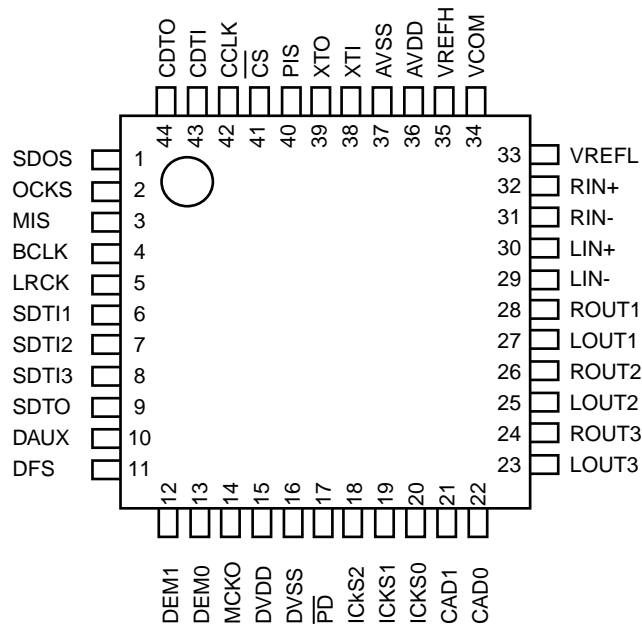 CDTO CDTI CCLK CS PIS XTO XTI AVSS AVDD VREFH VCOM
44 43 42 41 40 39 38 37 36 35 34
SDOS 1
OCKS 2
MIS 3
BCLK 4
LRCK 5
SDTI1 6
SDTI2 7
SDTI3 8
SDTO 9
DAUX 10
DFS 11
33 VREFL
32 RIN+
31 RIN-
30 LIN+
29 LIN-
28 ROUT1
27 LOUT1
26 ROUT2
25 LOUT2
24 ROUT3
23 LOUT3
12 13 14 15 16 17 18 19 20 21 22
DEM1 DEM0 MCKO DVDD DVSS PD ICkS2 ICKS1 ICKS0 CAD1 CAD0